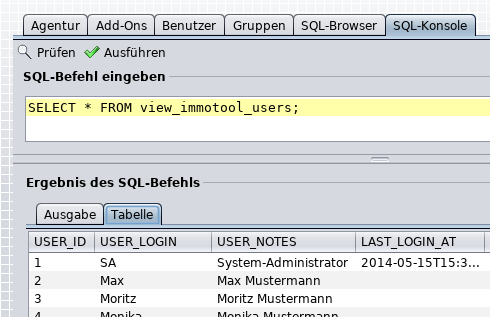 Agentur Add-Ons Benutzer Gruppen SQL-Browser SQL-Konsole
Prüfen Ausführen
SQL-Befehl eingeben
SELECT * FROM view_immotool_users;
Ergebnis des SQL-Befehls
Ausgabe Tabelle
USER_ID USER_LOGIN USER_NOTES LAST_LOGIN_AT
1 SA System-Administrator 2014-05-15T15:3...
2 Max Max Mustermann
3 Moritz Moritz Mustermann
4 Monika Monika Mustermann